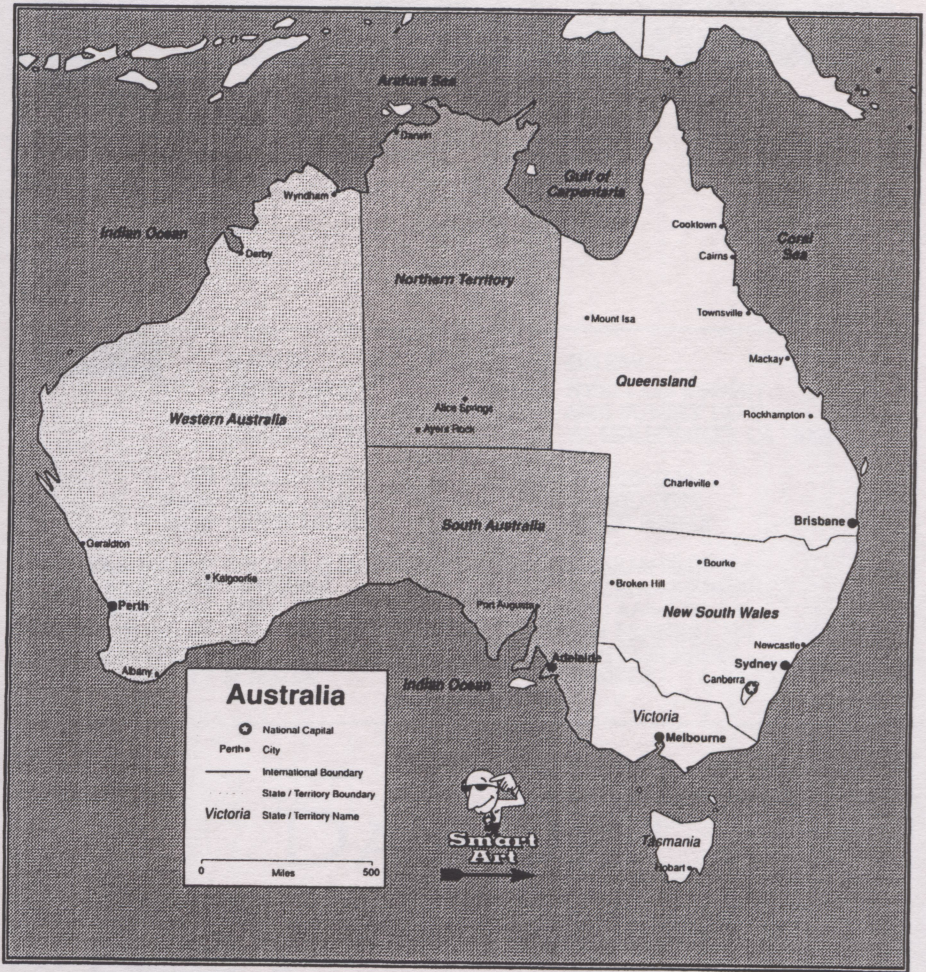 Arafura Sea
Darwin
Gulf of
Carpentaria
Wyndham
Cooktown
Indian Ocean
Coral
Sea
Derby
Cairns
Northern Territory
Townsville
Mount Isa
Mackay
Queensland
Alice Springs
Western Australia
Rockhampton
Ayers Rock
Charleville
South Australia
Brisbane
Geraldton
Bourke
Kalgoorlie
Broken Hill
Perth
Port Augusta
New South Wales
Newcastle
Adelaide
Sydney
Albany
Canberra
Indian Ocean
Victoria
Melbourne
Australia
National Capital
Perth City
International Boundary
State / Territory Boundary
Victoria State / Territory Name
0 Miles 500
Smart
Art
Tasmania
Hobart